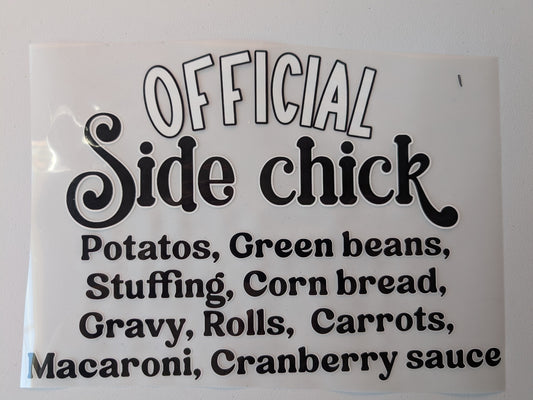 OFFICIAL
Side chick
Potatos, Green beans,
Stuffing, Corn bread,
Gravy, Rolls, Carrots,
Macaroni, Cranberry sauce